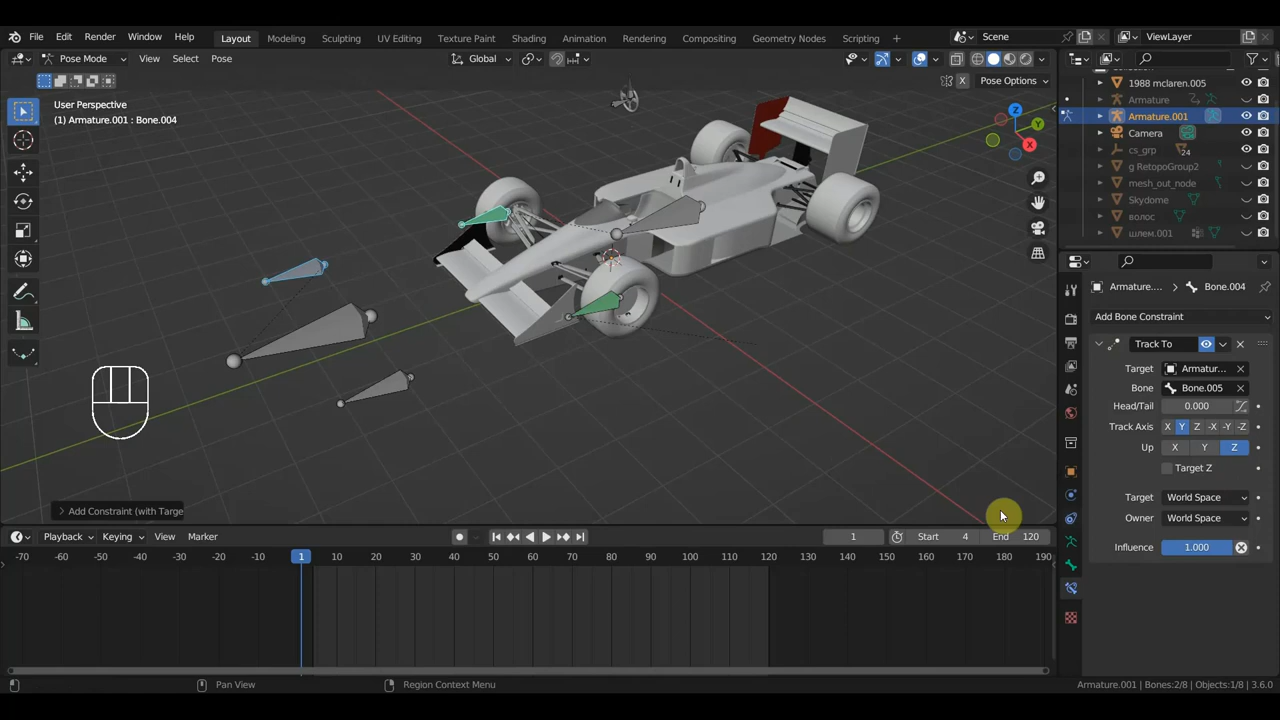 File Edit Render Window Help Layout Modeling Sculpting UV Editing Texture Paint Shading Animation Rendering Compositing Geometry Nodes Scripting + Scene ViewLayer
Pose Mode View Select Pose Global
X Pose Options
User Perspective
(1) Armature.001 : Bone.004
Z
Y
X
1988 mclaren.005
Armature
Armature.001
Camera
cs_grp 24
g RetopoGroup2
mesh_out_node
Skydome
волос
шлем.001
Armature.... Bone.004
Add Bone Constraint
Track To
Target Armatur...
Bone Bone.005
Head/Tail 0.000
Track Axis X Y Z -X -Y -Z
Up X Y Z
Target Z
Target World Space
Owner World Space
Influence 1.000
Add Constraint (with Targe
Playback Keying View Marker 1 Start 4 End 120
-70 -60 -50 -40 -30 -20 -10 1 10 20 30 40 50 60 70 80 90 100 110 120 130 140 150 160 170 180 190
Pan View Region Context Menu Armature.001 | Bones:2/8 | Objects:1/8 | 3.6.0